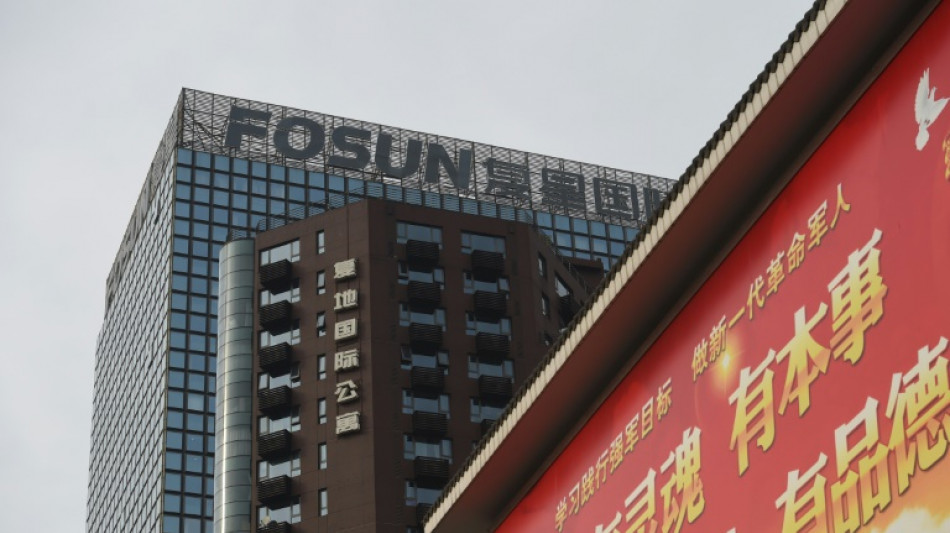 FOSUN 复星国
地国际公寓
学习践行强军目标 做新一代革命军人
有灵魂 有本事
有品德